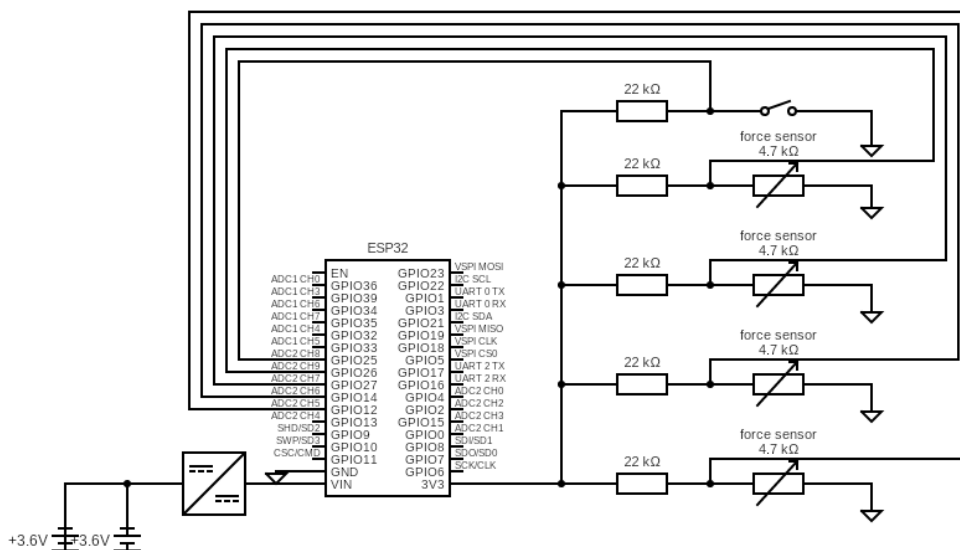 22 kΩ
force sensor
4.7 kΩ
22 kΩ
force sensor
4.7 kΩ
22 kΩ
force sensor
4.7 kΩ
22 kΩ
force sensor
4.7 kΩ
22 kΩ
ESP32
EN GPIO23 VSPI MOSI
ADC1 CH0 GPIO36 GPIO22 I2C SCL
ADC1 CH3 GPIO39 GPIO1 UART 0 TX
ADC1 CH6 GPIO34 GPIO3 UART 0 RX
ADC1 CH7 GPIO35 GPIO21 I2C SDA
ADC1 CH4 GPIO32 GPIO19 VSPI MISO
ADC1 CH5 GPIO33 GPIO18 VSPI CLK
ADC2 CH8 GPIO25 GPIO5 VSPI CS0
ADC2 CH9 GPIO26 GPIO17 UART 2 TX
ADC2 CH7 GPIO27 GPIO16 UART 2 RX
ADC2 CH6 GPIO14 GPIO4 ADC2 CH0
ADC2 CH5 GPIO12 GPIO2 ADC2 CH2
ADC2 CH4 GPIO13 GPIO15 ADC2 CH3
SHD/SD2 GPIO9 GPIO0 ADC2 CH1
SWP/SD3 GPIO10 GPIO8 SDI/SD1
CSC/CMD GPIO11 GPIO7 SDO/SD0
GND GPIO6 SCK/CLK
VIN 3V3
+3.6V +3.6V